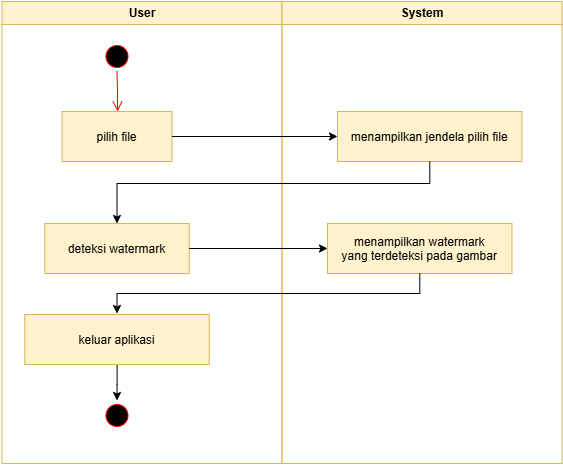 User
System
pilih file
menampilkan jendela pilih file
deteksi watermark
menampilkan watermark
yang terdeteksi pada gambar
keluar aplikasi